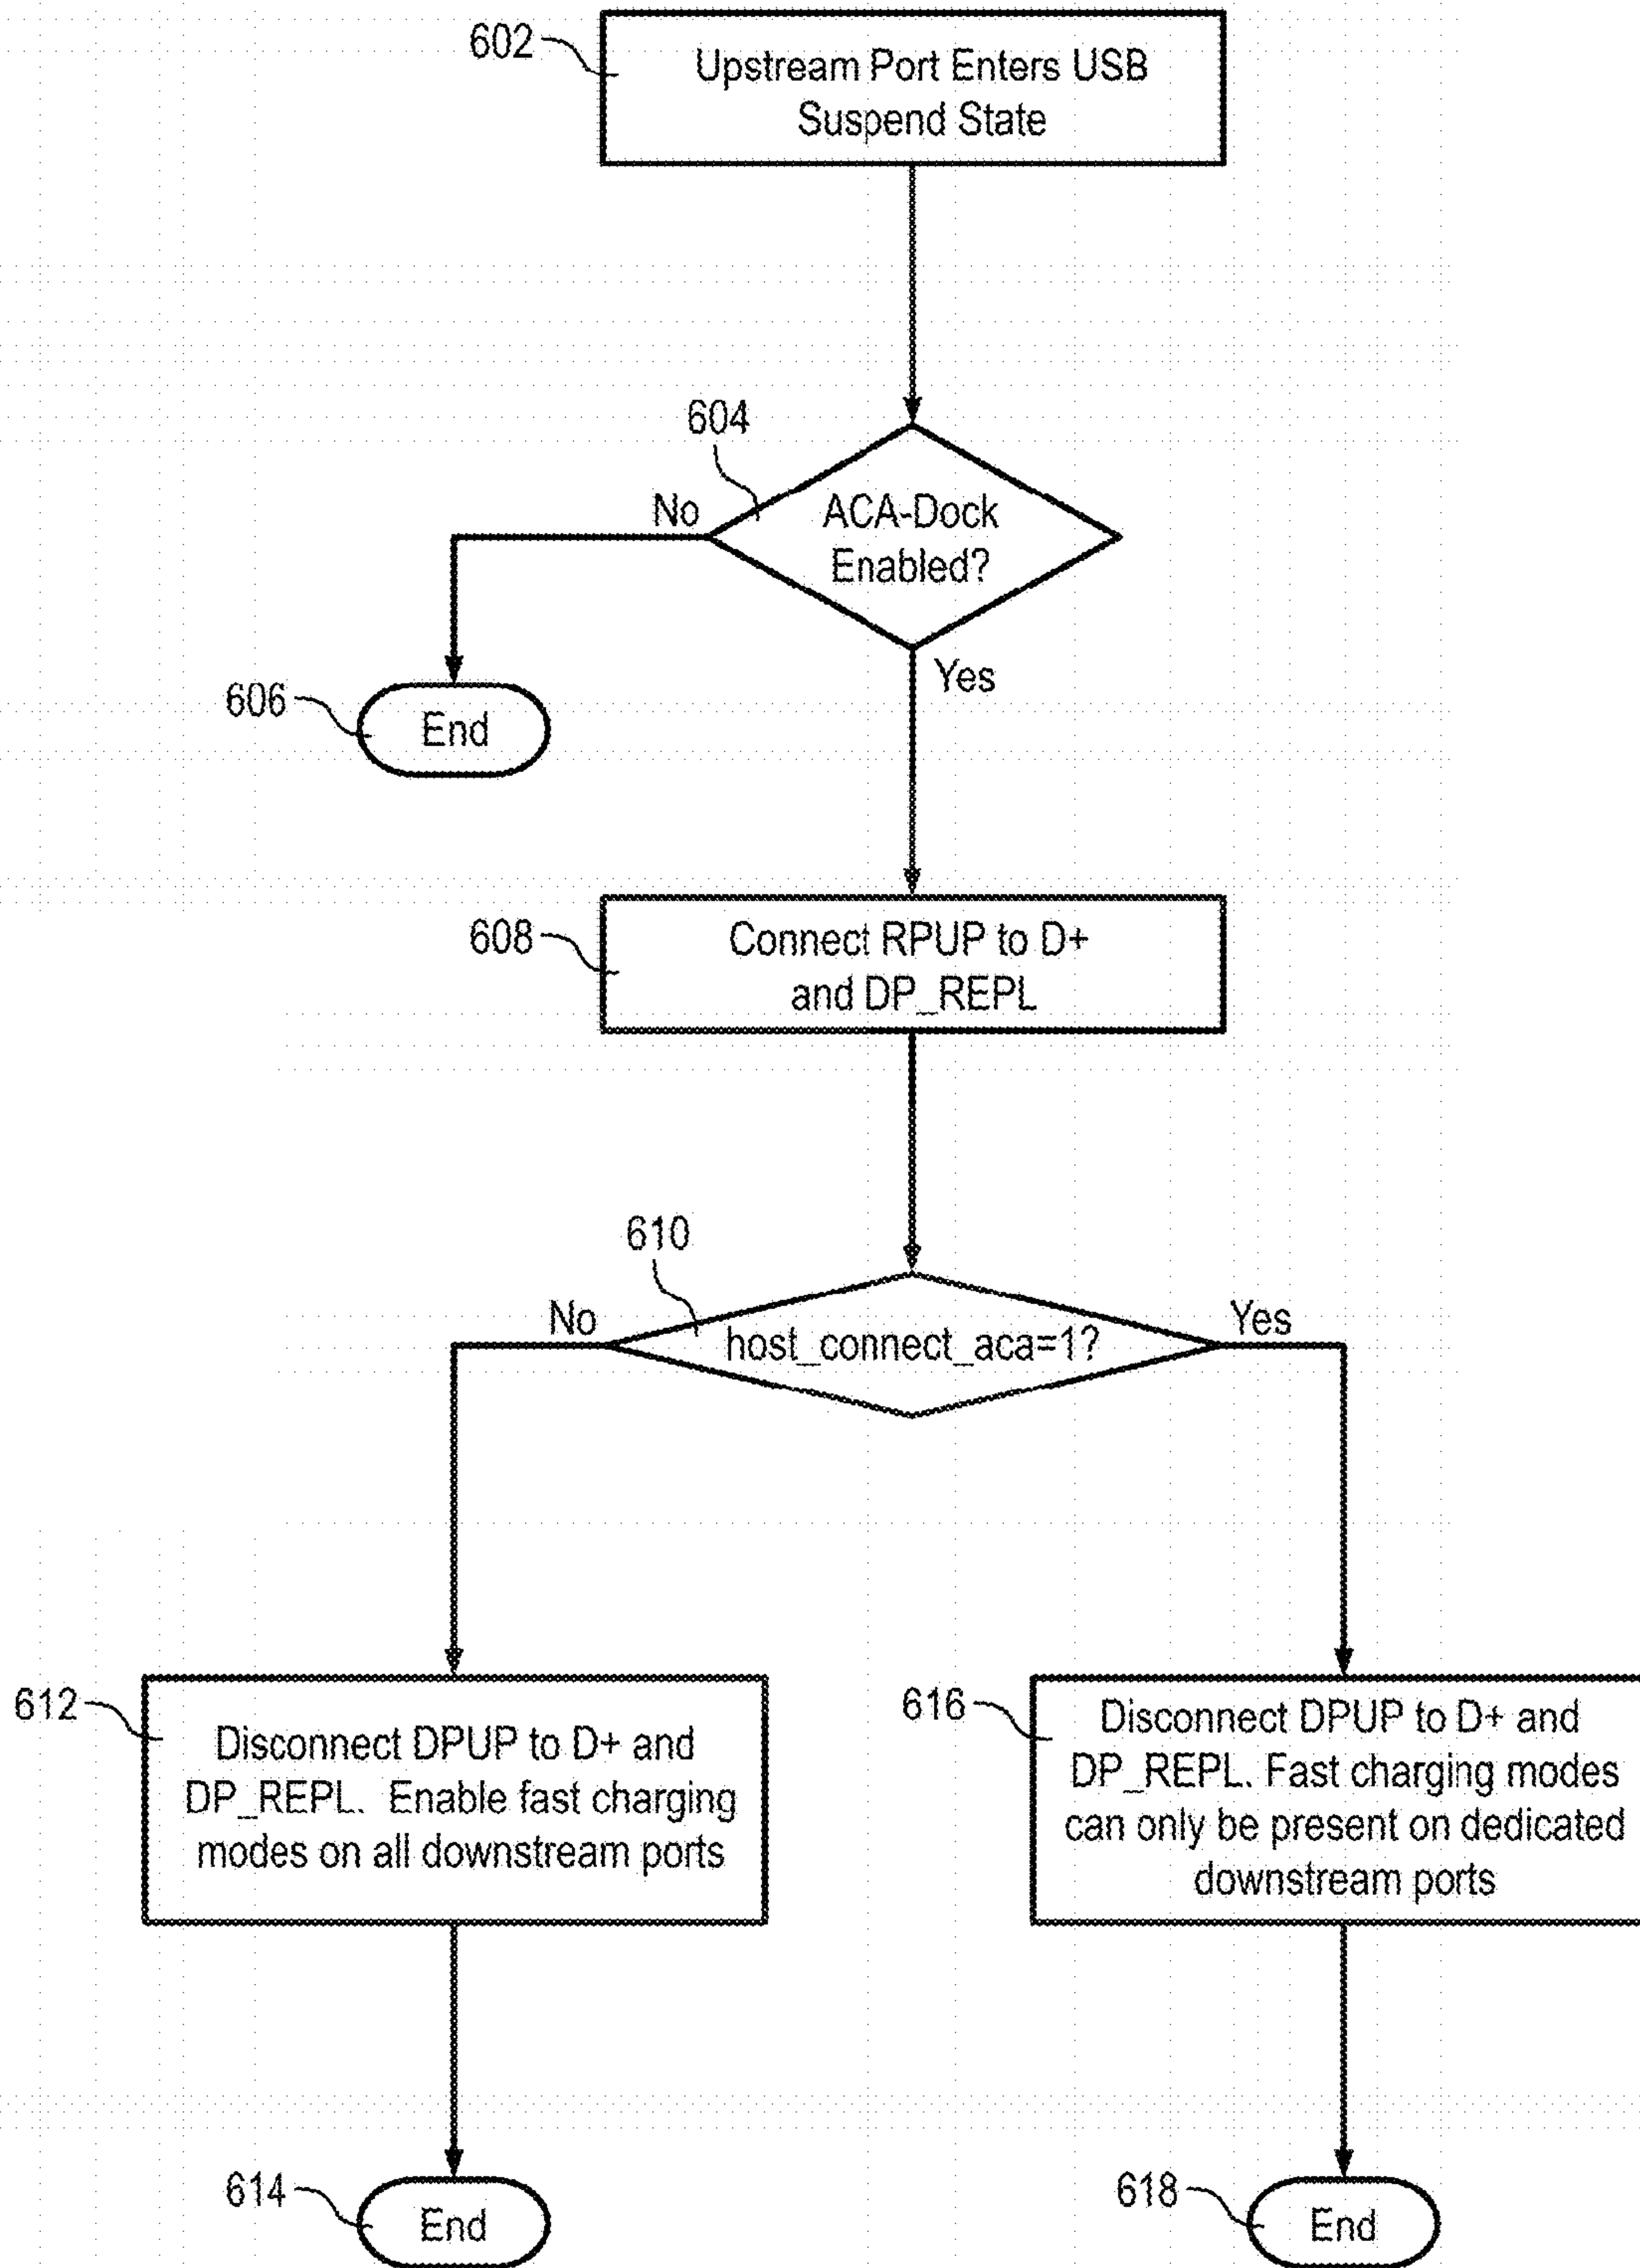 602
Upstream Port Enters USB
Suspend State
604
No
ACA-Dock
Enabled?
Yes
606
End
608
Connect RPUP to D+
and DP_REPL
610
No
host_connect_aca=1?
Yes
612
Disconnect DPUP to D+ and
DP_REPL. Enable fast charging
modes on all downstream ports
616
Disconnect DPUP to D+ and
DP_REPL. Fast charging modes
can only be present on dedicated
downstream ports
614
End
618
End